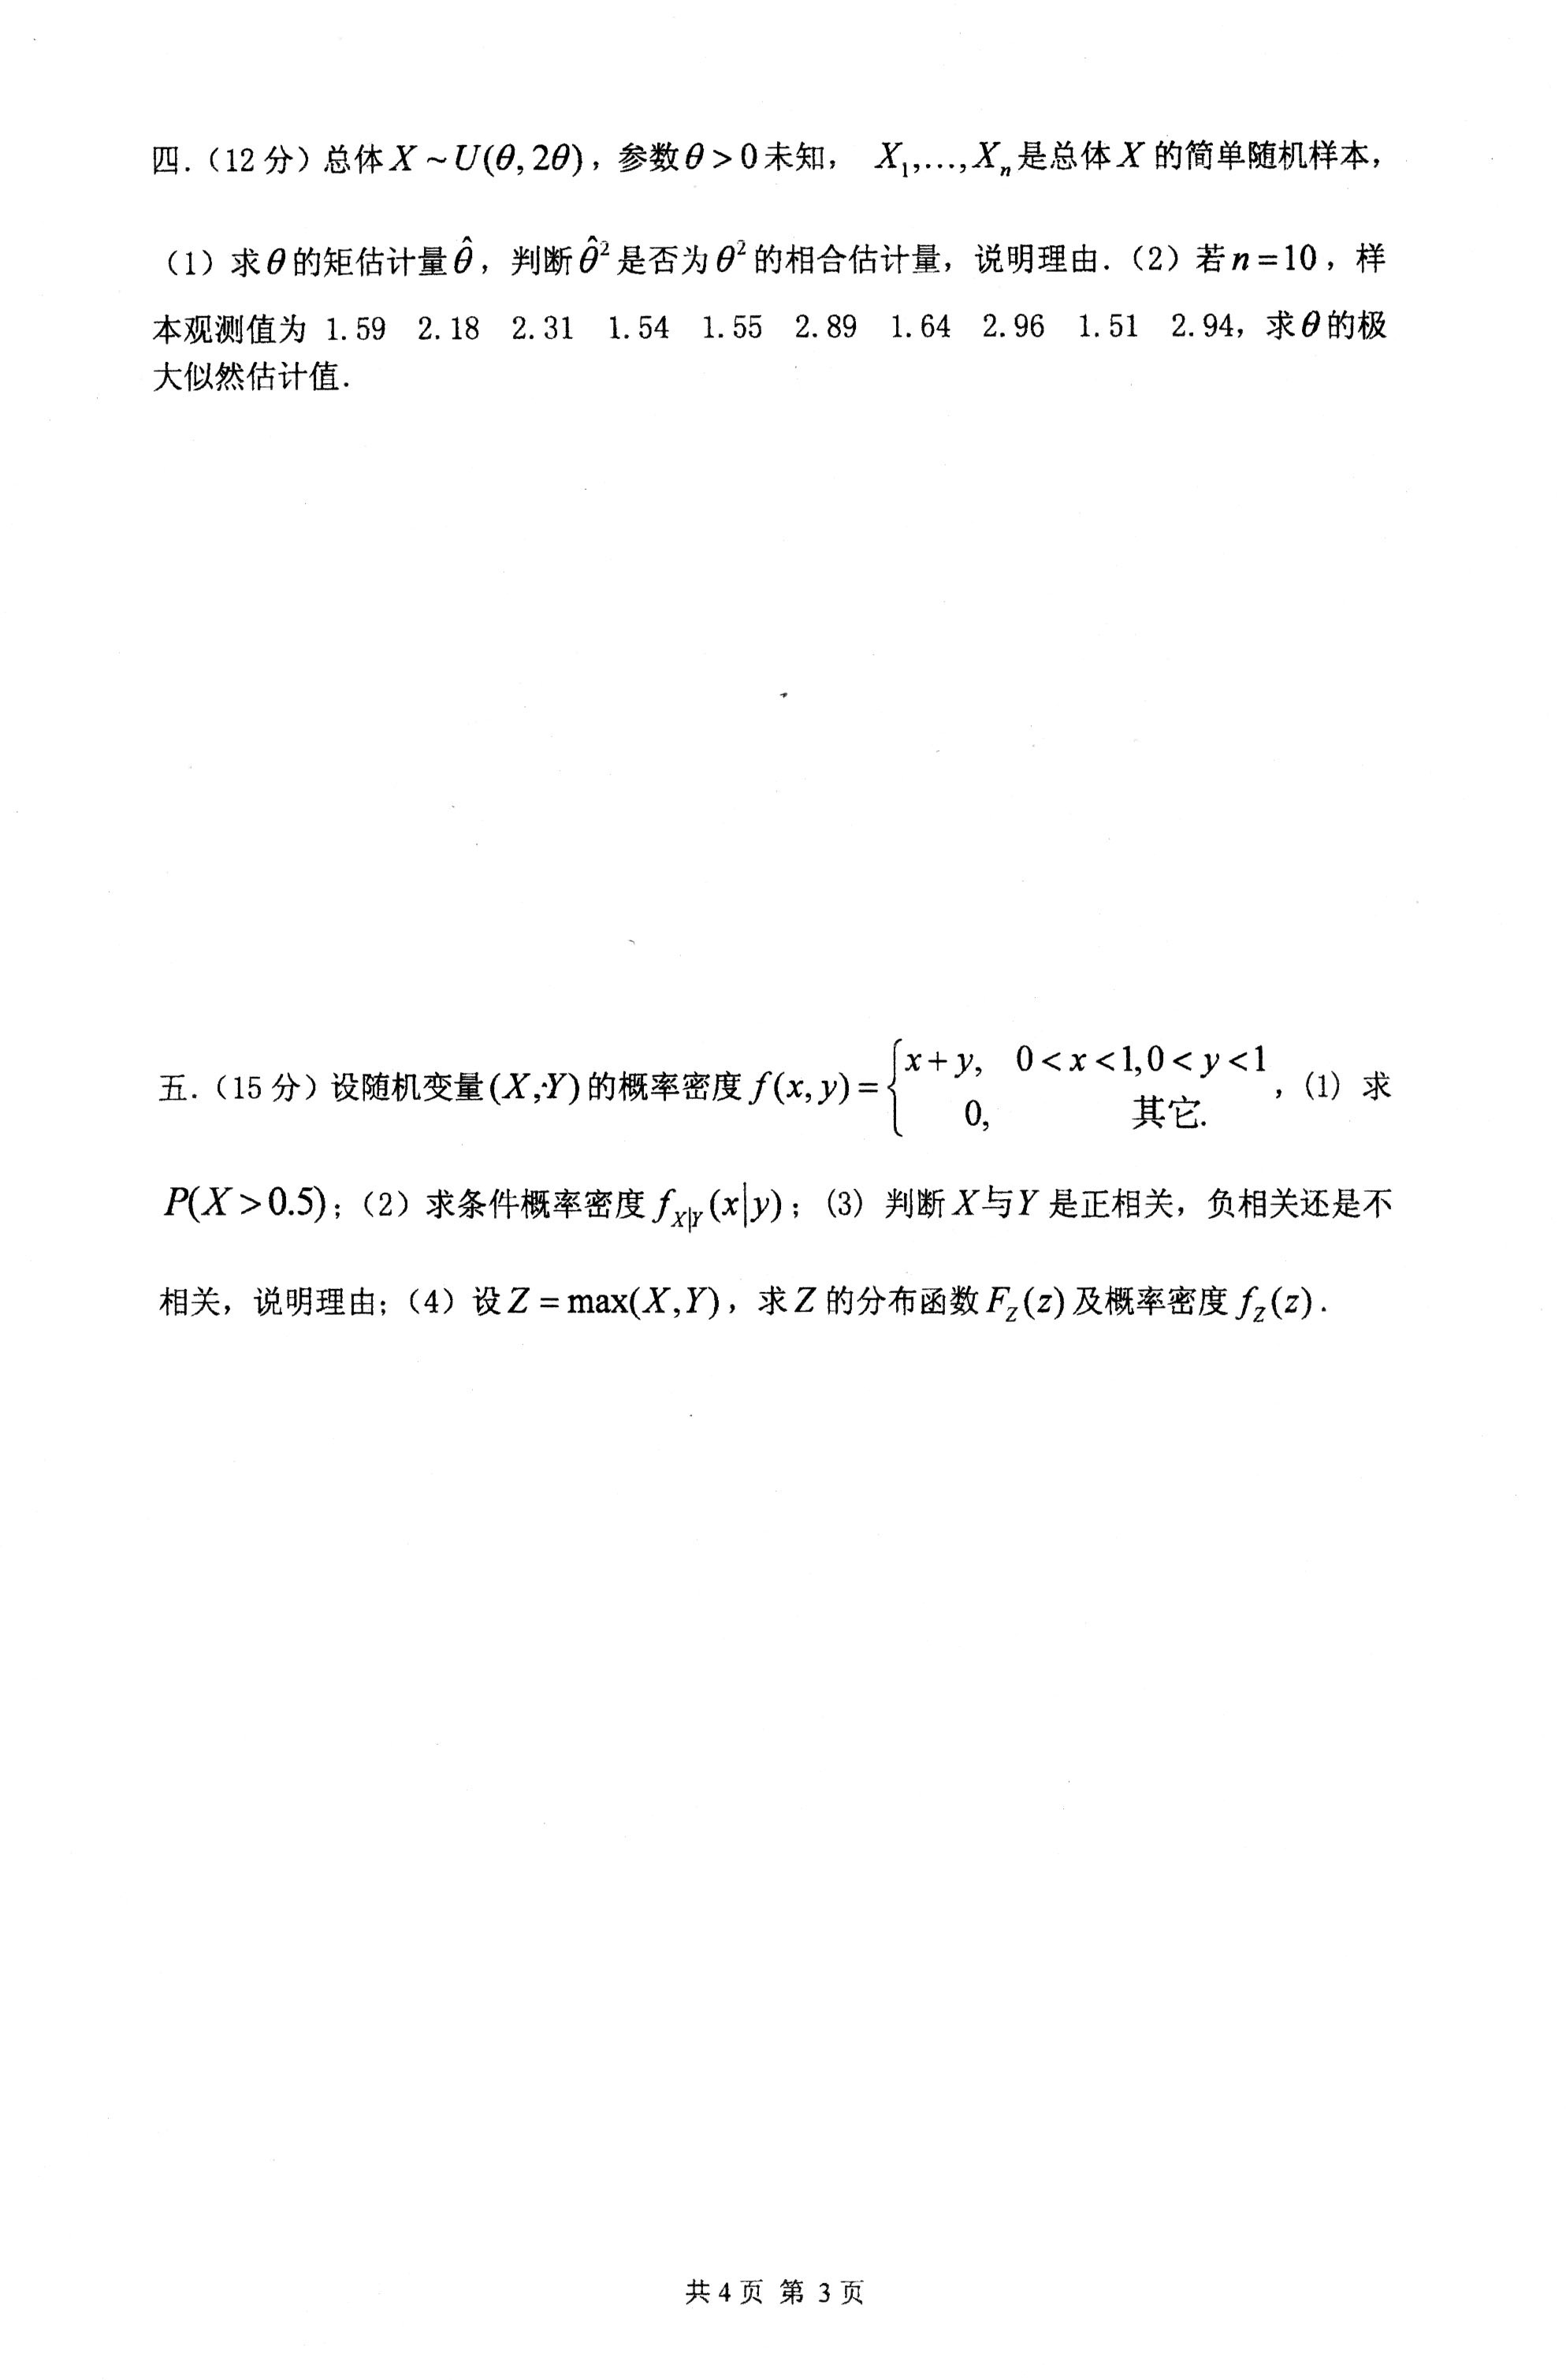 四.（12分）总体X～U(θ,2θ)，参数θ>0未知， X₁,...,Xₙ是总体X的简单随机样本，
（1）求θ的矩估计量θ̂，判断θ̂²是否为θ²的相合估计量，说明理由.（2）若n=10，样
本观测值为 1.59 2.18 2.31 1.54 1.55 2.89 1.64 2.96 1.51 2.94，求θ的极
大似然估计值.
五.（15分）设随机变量(X,Y)的概率密度f(x,y)={x+y, 0<x<1,0<y<1
0, 其它.
，(1) 求
P(X>0.5)；（2）求条件概率密度f_{X|Y}(x|y)；(3) 判断X与Y是正相关，负相关还是不
相关，说明理由；（4）设Z=max(X,Y)，求Z的分布函数F_Z(z)及概率密度f_Z(z).
共4页 第 3 页